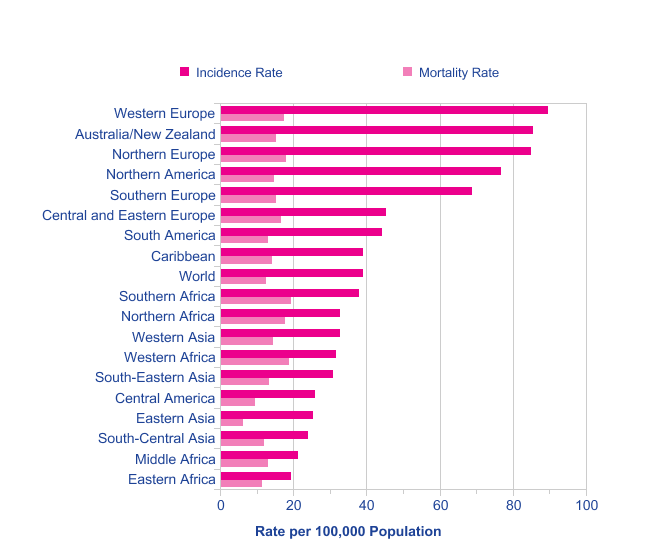 Incidence Rate Mortality Rate
Western Europe
Australia/New Zealand
Northern Europe
Northern America
Southern Europe
Central and Eastern Europe
South America
Caribbean
World
Southern Africa
Northern Africa
Western Asia
Western Africa
South-Eastern Asia
Central America
Eastern Asia
South-Central Asia
Middle Africa
Eastern Africa
0 20 40 60 80 100
Rate per 100,000 Population